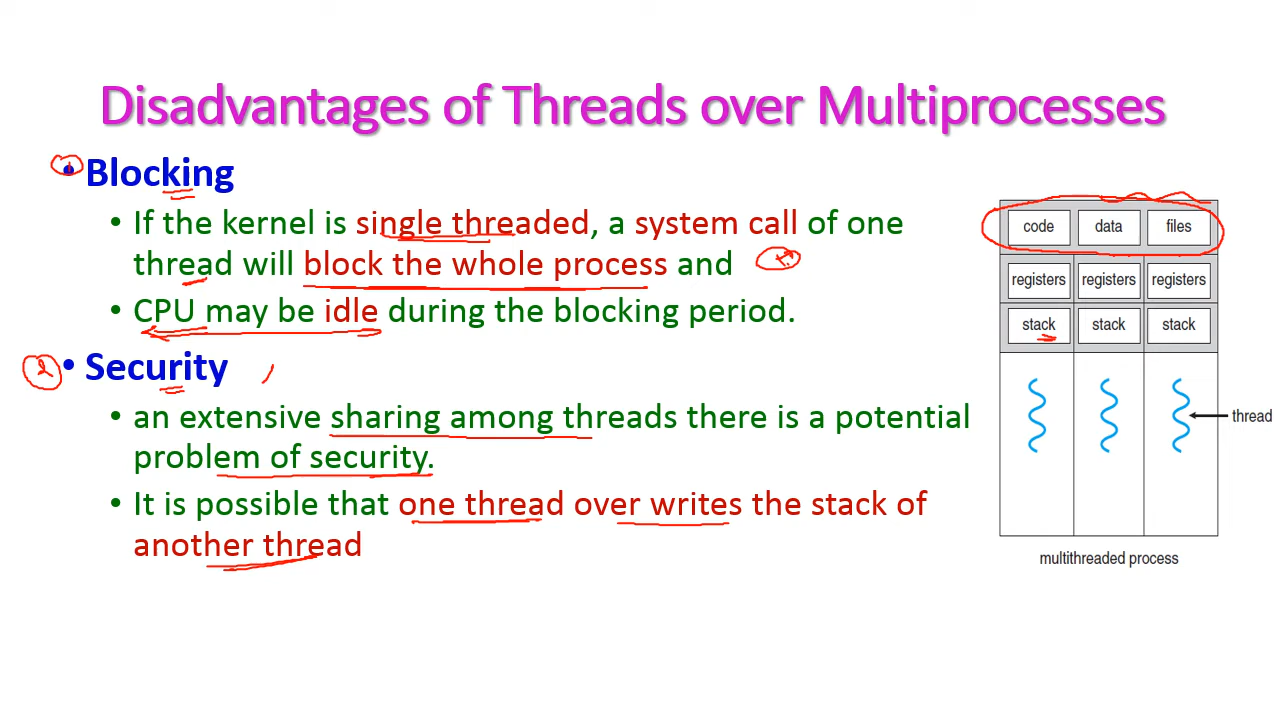 Disadvantages of Threads over Multiprocesses
• Blocking
• If the kernel is single threaded, a system call of one
thread will block the whole process and
• CPU may be idle during the blocking period.
2 • Security
• an extensive sharing among threads there is a potential
problem of security.
• It is possible that one thread over writes the stack of
another thread
code data files
registers registers registers
stack stack stack
thread
multithreaded process